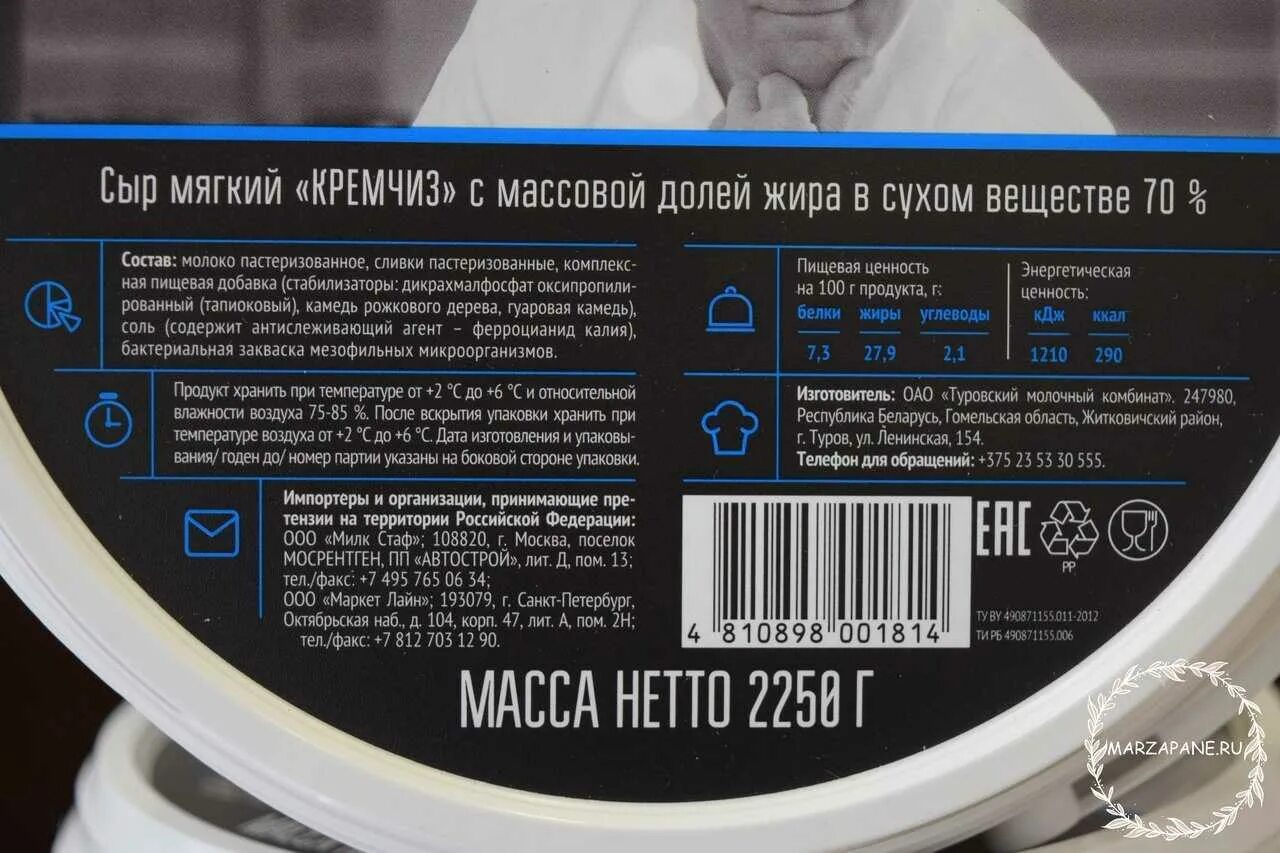 Сыр мягкий «КРЕМЧИЗ» с массовой долей жира в сухом веществе 70 %
Состав: молоко пастеризованное, сливки пастеризованные, комплекс-
ная пищевая добавка (стабилизаторы: дикрахмалфосфат оксипропили-
рованный (тапиоковый), камедь рожкового дерева, гуаровая камедь),
соль (содержит антислеживающий агент – ферроцианид калия),
бактериальная закваска мезофильных микроорганизмов.
Продукт хранить при температуре от +2 °С до +6 °С и относительной
влажности воздуха 75-85 %. После вскрытия упаковки хранить при
температуре воздуха от +2 °С до +6 °С. Дата изготовления и упаковы-
вания/ годен до/ номер партии указаны на боковой стороне упаковки.
Импортеры и организации, принимающие пре-
тензии на территории Российской Федерации:
ООО «Милк Стаф»; 108820, г. Москва, поселок
МОСРЕНТГЕН, ПП «АВТОСТРОЙ», лит. Д, пом. 13;
тел./факс: +7 495 765 06 34;
ООО «Маркет Лайн»; 193079, г. Санкт-Петербург,
Октябрьская наб., д. 104, корп. 47, лит. А, пом. 2Н;
тел./факс: +7 812 703 12 90.
Пищевая ценность
на 100 г продукта, г:
белки жиры углеводы
7,3 27,9 2,1
Энергетическая
ценность:
кДж ккал
1210 290
Изготовитель: ОАО «Туровский молочный комбинат». 247980,
Республика Беларусь, Гомельская область, Житковичский район,
г. Туров, ул. Ленинская, 154.
Телефон для обращений: +375 23 53 30 555.
4 810898 001814
EAC
PP
ТУ BY 490871155.011-2012
ТИ РБ 490871155.006
МАССА НЕТТО 2250 Г
MARZAPANE.RU